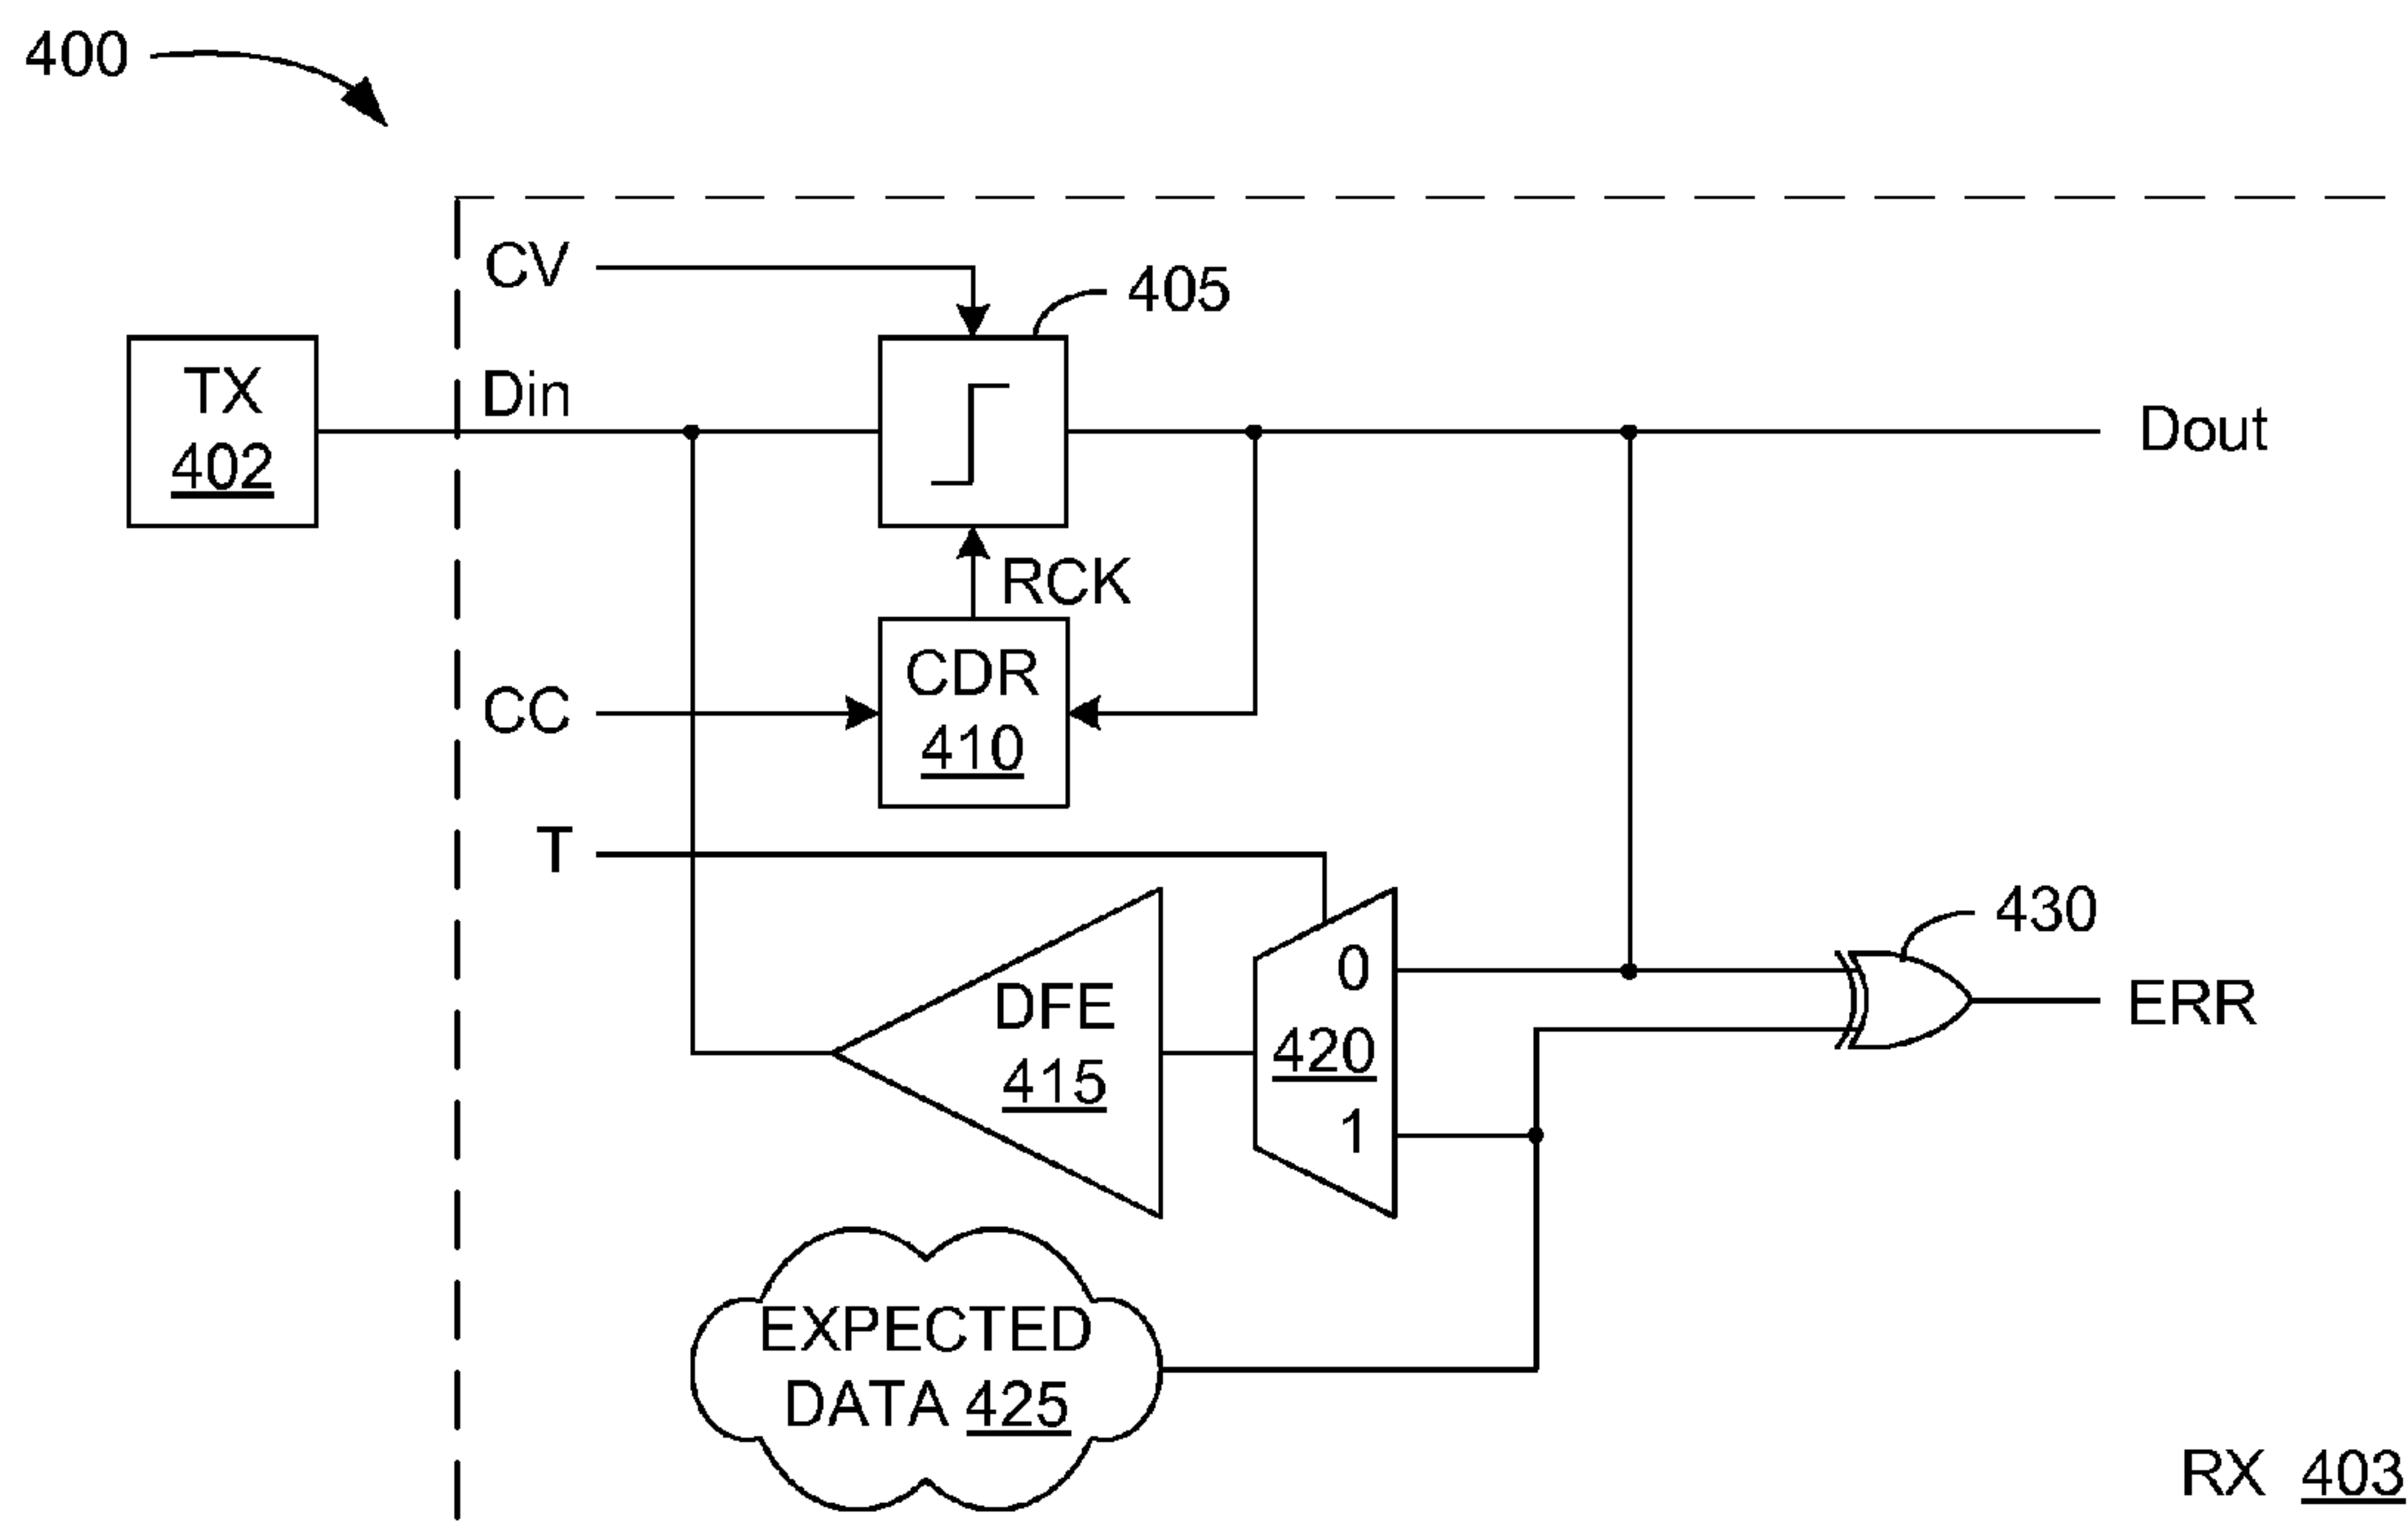 400
CV
405
TX
402
Din
Dout
RCK
CC
CDR
410
T
0
430
DFE
415
420
ERR
1
EXPECTED
DATA 425
RX 403